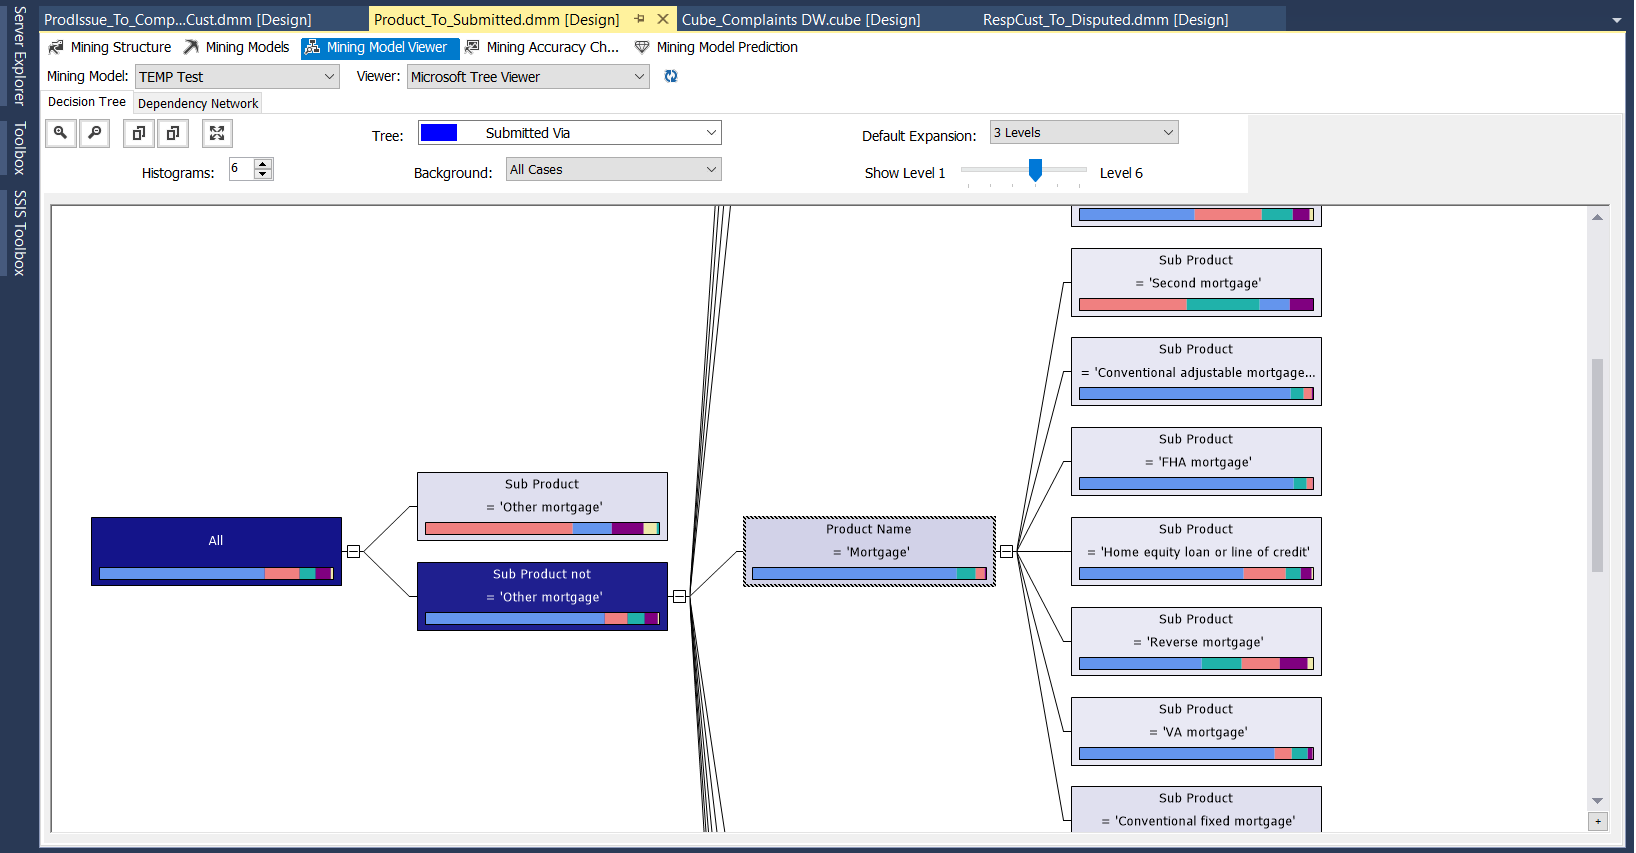 ProdIssue_To_Comp...Cust.dmm [Design]
Product_To_Submitted.dmm [Design]
Cube_Complaints DW.cube [Design]
RespCust_To_Disputed.dmm [Design]
Server Explorer
Toolbox
SSIS Toolbox
Mining Structure
Mining Models
Mining Model Viewer
Mining Accuracy Ch...
Mining Model Prediction
Mining Model:
TEMP Test
Viewer:
Microsoft Tree Viewer
Decision Tree
Dependency Network
Tree:
Submitted Via
Default Expansion:
3 Levels
Histograms:
6
Background:
All Cases
Show Level 1
Level 6
All
Sub Product
= 'Other mortgage'
Sub Product not
= 'Other mortgage'
Product Name
= 'Mortgage'
Sub Product
= 'Second mortgage'
Sub Product
= 'Conventional adjustable mortgage...
Sub Product
= 'FHA mortgage'
Sub Product
= 'Home equity loan or line of credit'
Sub Product
= 'Reverse mortgage'
Sub Product
= 'VA mortgage'
Sub Product
= 'Conventional fixed mortgage'